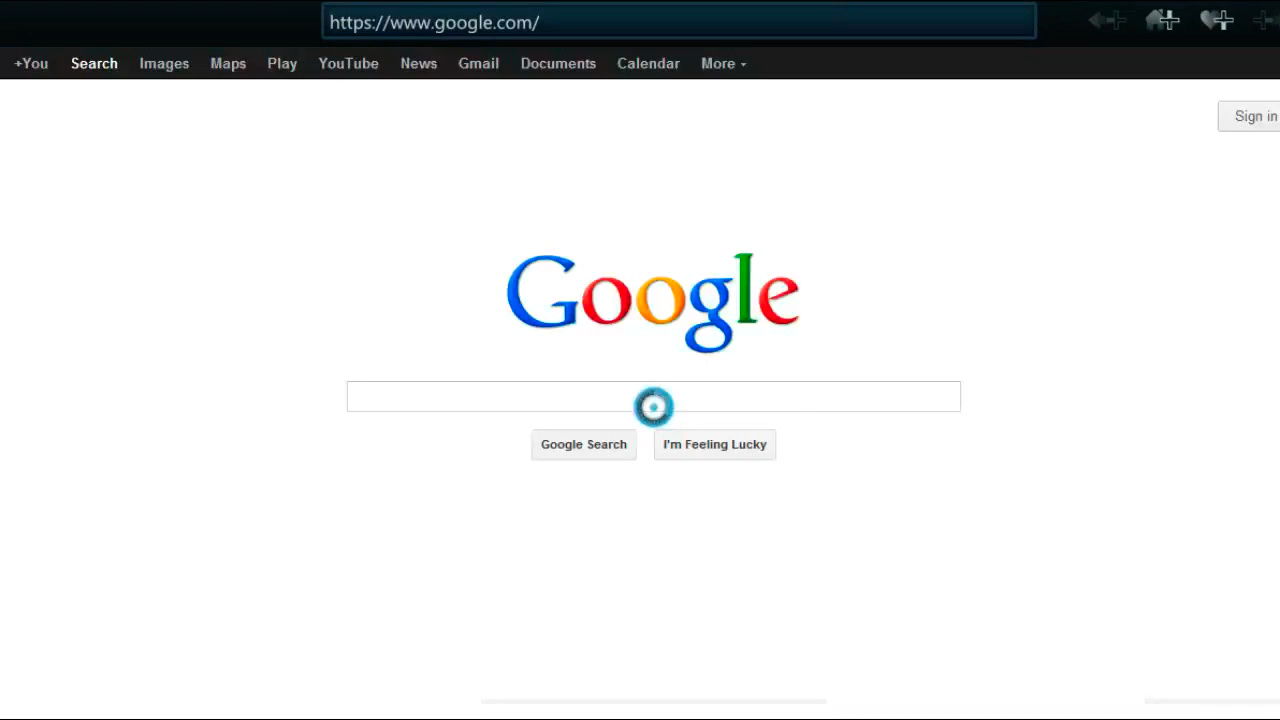 https://www.google.com/
+You Search Images Maps Play YouTube News Gmail Documents Calendar More
Sign in
Google
Google Search I'm Feeling Lucky